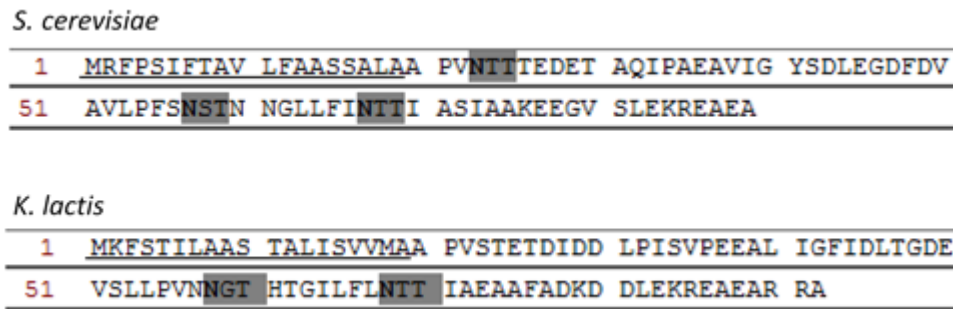 S. cerevisiae
1 MRFPSIFTAV LFAASSALAA PVNTTTEDET AQIPAEAVIG YSDLEGDFDV
51 AVLPFSNSTN NGLLFINTTI ASIAAKEEGV SLEKREAEA
K. lactis
1 MKFSTILAAS TALISVVMAA PVSTETDIDD LPISVPEEAL IGFIDLTGDE
51 VSLLPVNNGT HTGILFLNTT IAEAAFADKD DLEKREAEAR RA